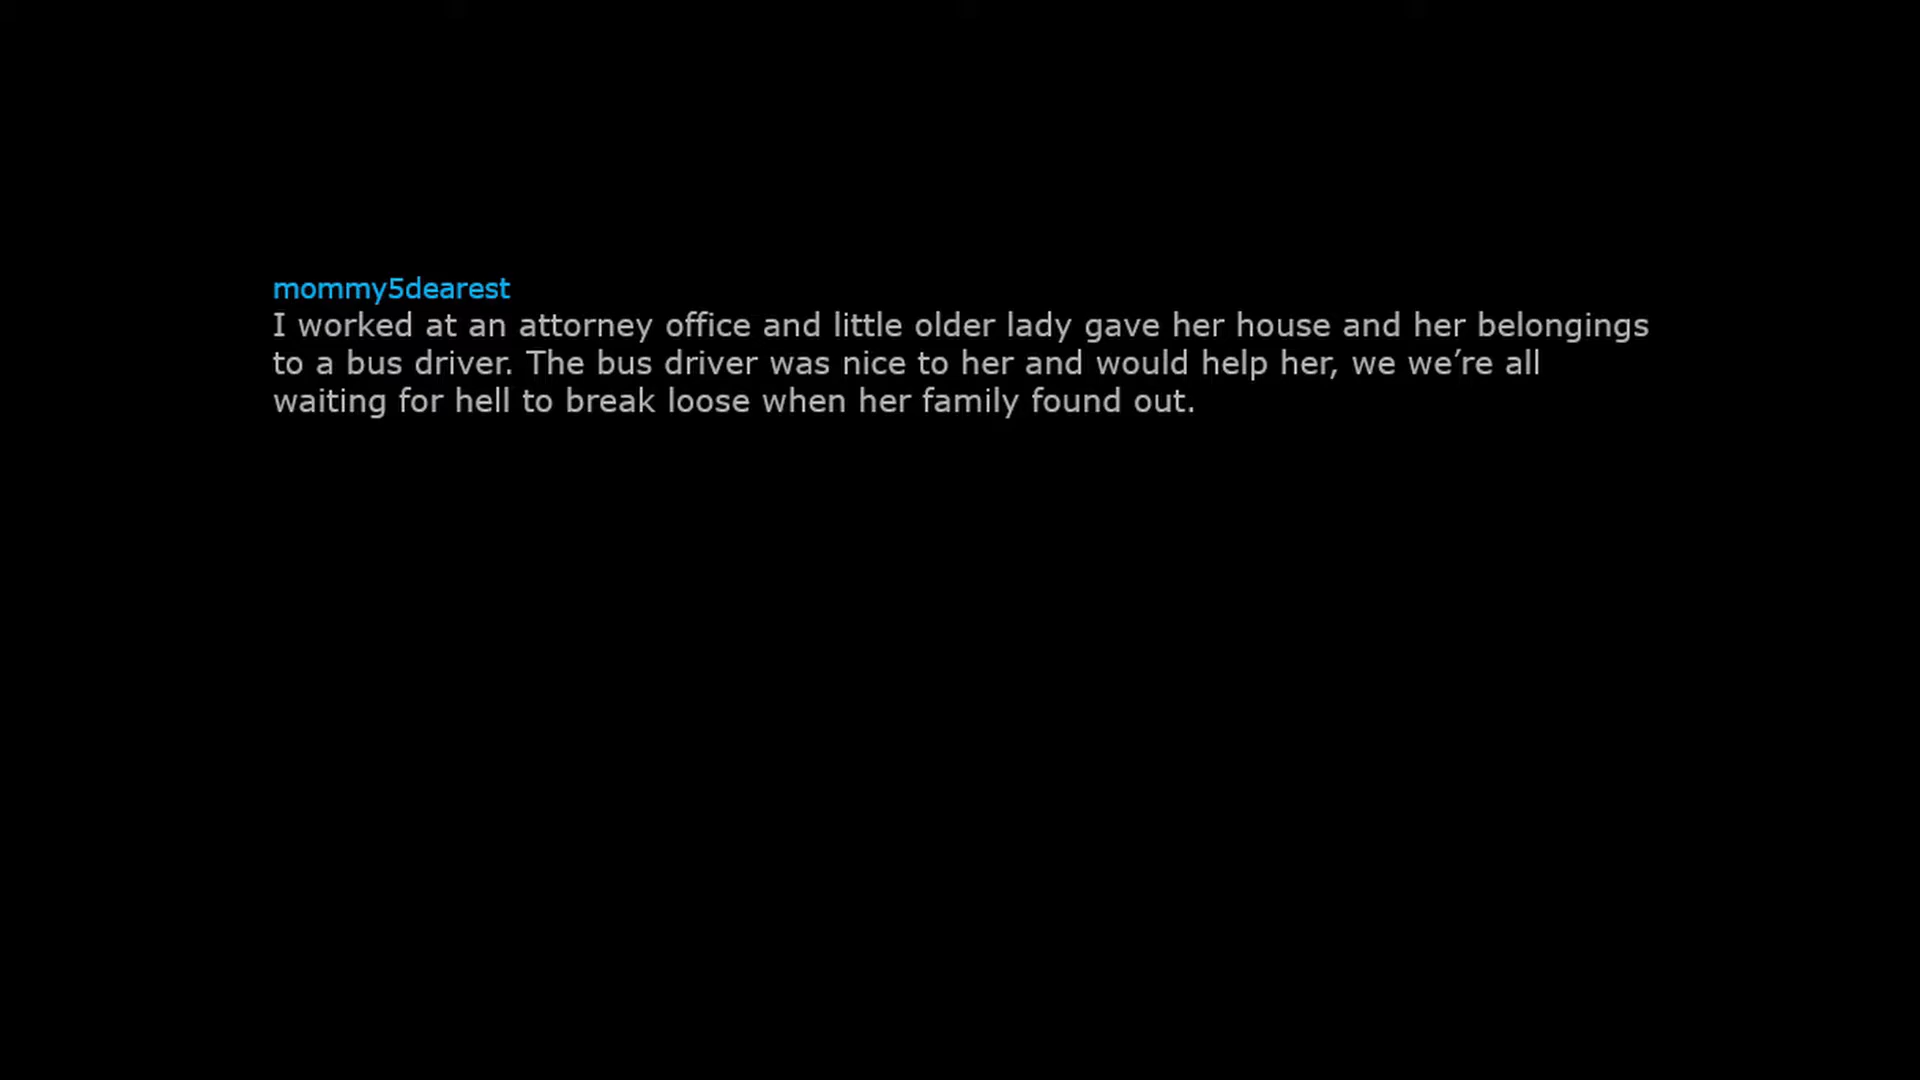 mommy5dearest
I worked at an attorney office and little older lady gave her house and her belongings
to a bus driver. The bus driver was nice to her and would help her, we we’re all
waiting for hell to break loose when her family found out.